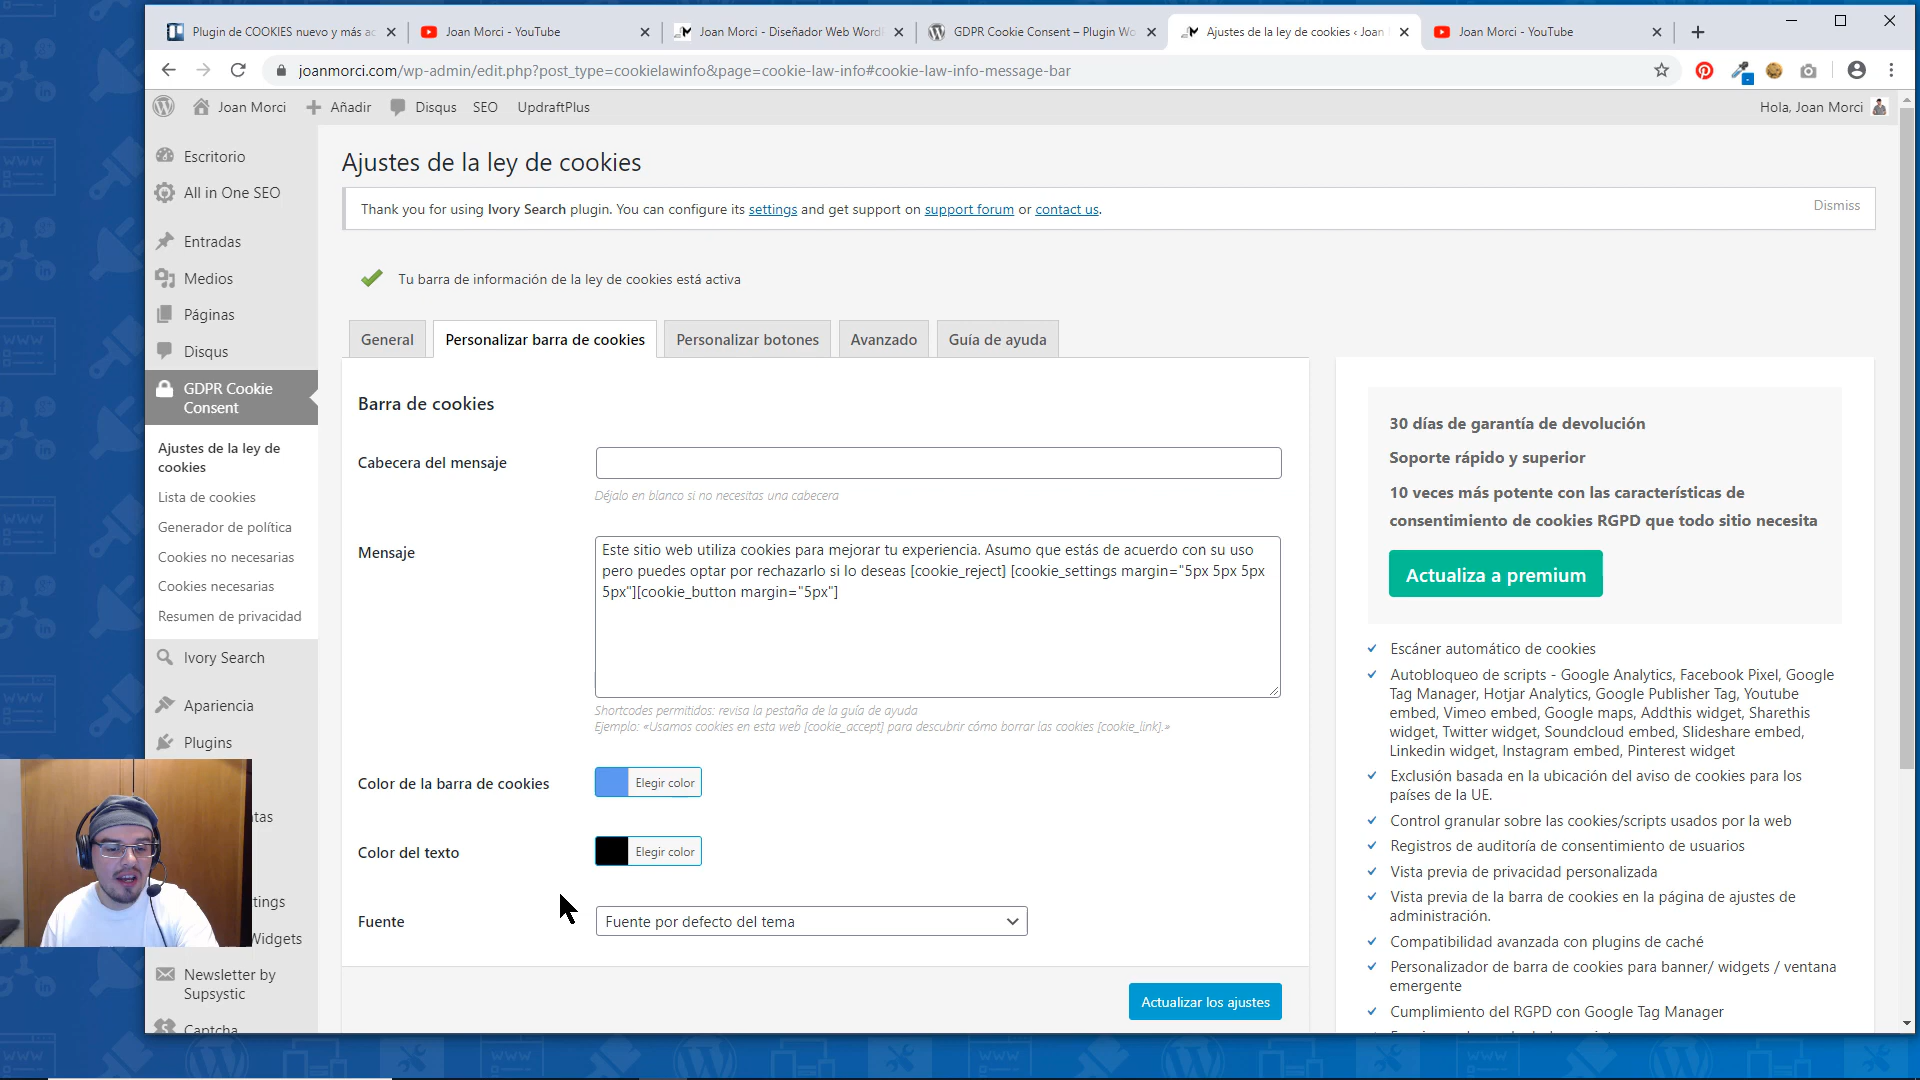 Plugin de COOKIES nuevo y más ac
Joan Morci - YouTube
Joan Morci - Diseñador Web Word
GDPR Cookie Consent – Plugin Wo
Ajustes de la ley de cookies ‹ Joan
Joan Morci - YouTube
joanmorci.com/wp-admin/edit.php?post_type=cookielawinfo&page=cookie-law-info#cookie-law-info-message-bar
Joan Morci
Añadir
Disqus
SEO
UpdraftPlus
Hola, Joan Morci
Escritorio
All in One SEO
Entradas
Medios
Páginas
Disqus
GDPR Cookie
Consent
Ajustes de la ley de
cookies
Lista de cookies
Generador de política
Cookies no necesarias
Cookies necesarias
Resumen de privacidad
Ivory Search
Apariencia
Plugins
tas
tings
Widgets
Newsletter by
Supsystic
Captcha
Ajustes de la ley de cookies
Thank you for using Ivory Search plugin. You can configure its settings and get support on support forum or contact us.
Dismiss
Tu barra de información de la ley de cookies está activa
General
Personalizar barra de cookies
Personalizar botones
Avanzado
Guía de ayuda
Barra de cookies
Cabecera del mensaje
Déjalo en blanco si no necesitas una cabecera
Mensaje
Este sitio web utiliza cookies para mejorar tu experiencia. Asumo que estás de acuerdo con su uso
pero puedes optar por rechazarlo si lo deseas [cookie_reject] [cookie_settings margin="5px 5px 5px
5px"][cookie_button margin="5px"]
Shortcodes permitidos: revisa la pestaña de la guía de ayuda
Ejemplo: «Usamos cookies en esta web [cookie_accept] para descubrir cómo borrar las cookies [cookie_link].»
Color de la barra de cookies
Elegir color
Color del texto
Elegir color
Fuente
Fuente por defecto del tema
Actualizar los ajustes
30 días de garantía de devolución
Soporte rápido y superior
10 veces más potente con las características de
consentimiento de cookies RGPD que todo sitio necesita
Actualiza a premium
Escáner automático de cookies
Autobloqueo de scripts - Google Analytics, Facebook Pixel, Google
Tag Manager, Hotjar Analytics, Google Publisher Tag, Youtube
embed, Vimeo embed, Google maps, Addthis widget, Sharethis
widget, Twitter widget, Soundcloud embed, Slideshare embed,
Linkedin widget, Instagram embed, Pinterest widget
Exclusión basada en la ubicación del aviso de cookies para los
países de la UE.
Control granular sobre las cookies/scripts usados por la web
Registros de auditoría de consentimiento de usuarios
Vista previa de privacidad personalizada
Vista previa de la barra de cookies en la página de ajustes de
administración.
Compatibilidad avanzada con plugins de caché
Personalizador de barra de cookies para banner/ widgets / ventana
emergente
Cumplimiento del RGPD con Google Tag Manager